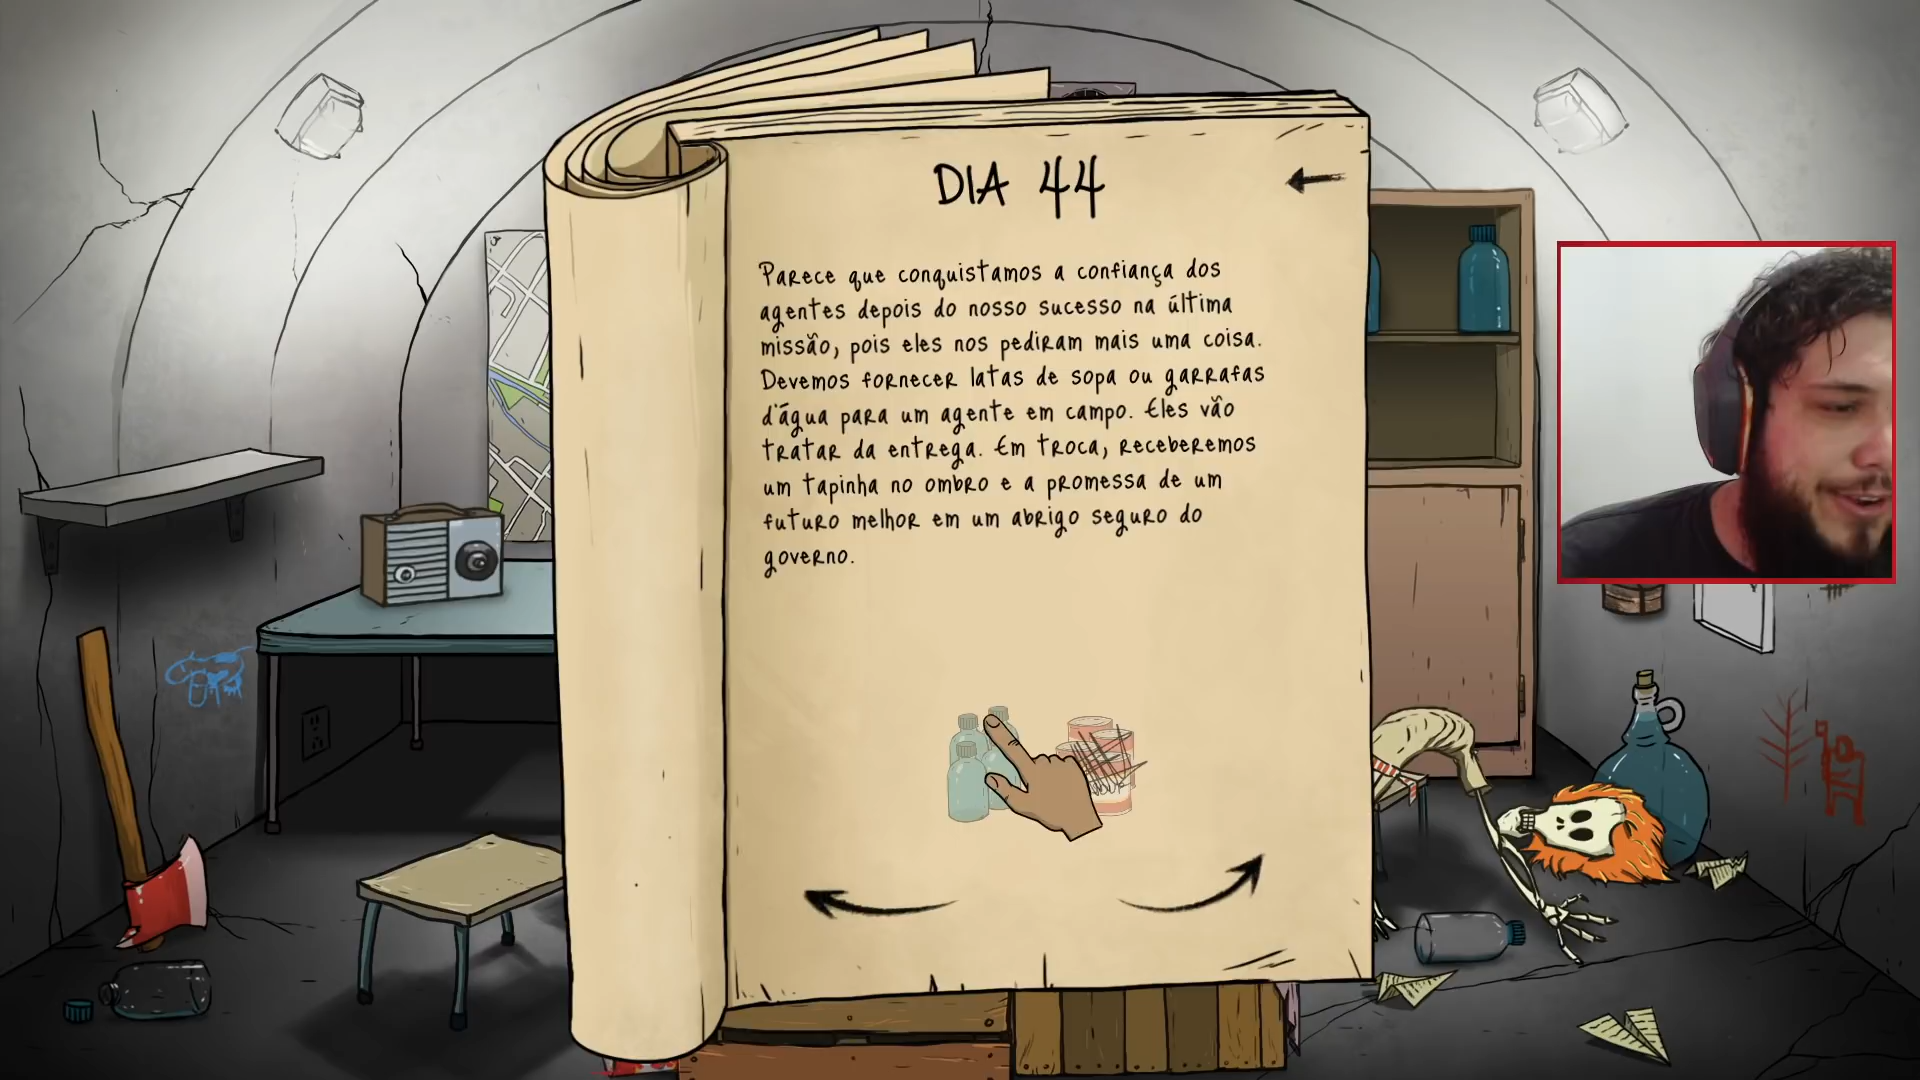 DIA 44
Parece que conquistamos a confiança dos
agentes depois do nosso sucesso na última
missão, pois eles nos pediram mais uma coisa.
Devemos fornecer latas de sopa ou garrafas
d'água para um agente em campo. Eles vão
tratar da entrega. Em troca, receberemos
um tapinha no ombro e a promessa de um
futuro melhor em um abrigo seguro do
governo.